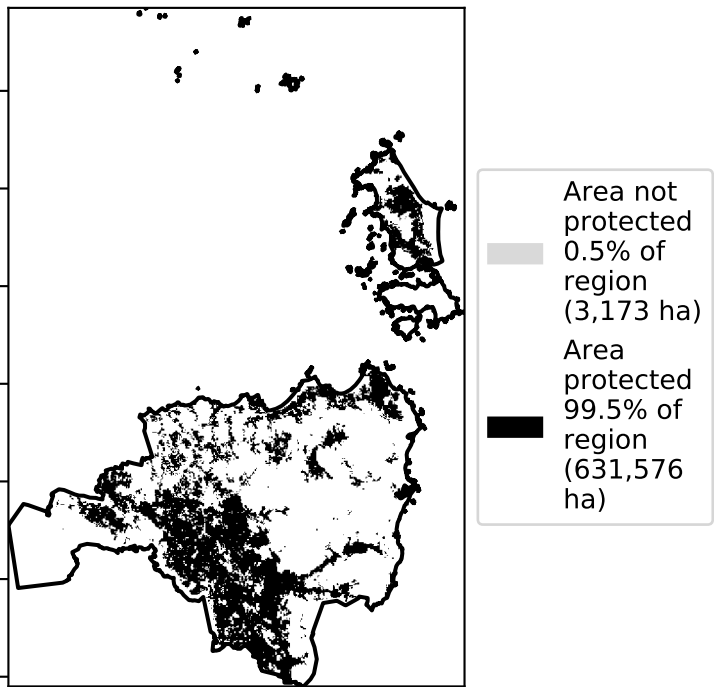 Area not
protected
0.5% of
region
(3,173 ha)
Area
protected
99.5% of
region
(631,576
ha)